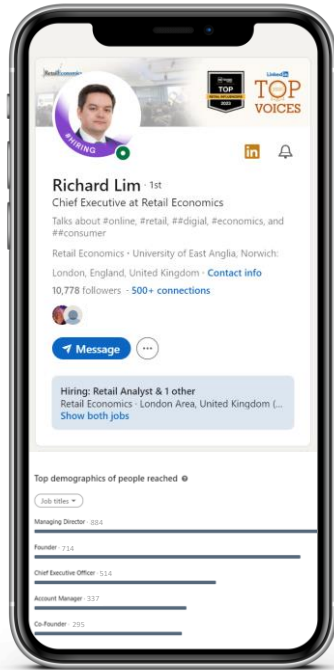 RetailEconomics
LinkedIn
TOP
VOICES
TOP
RETAIL INFLUENCERS
2023
#HIRING
in
Richard Lim · 1st
Chief Executive at Retail Economics
Talks about #online, #retail, ##digial, #economics, and
##consumer
Retail Economics • University of East Anglia, Norwich:
London, England, United Kingdom · Contact info
10,778 followers · 500+ connections
Message
Hiring: Retail Analyst & 1 other
Retail Economics · London Area, United Kingdom (...
Show both jobs
Top demographics of people reached
Job titles
Managing Director · 884
Founder · 714
Chief Executive Officer · 514
Account Manager · 337
Co-Founder · 295